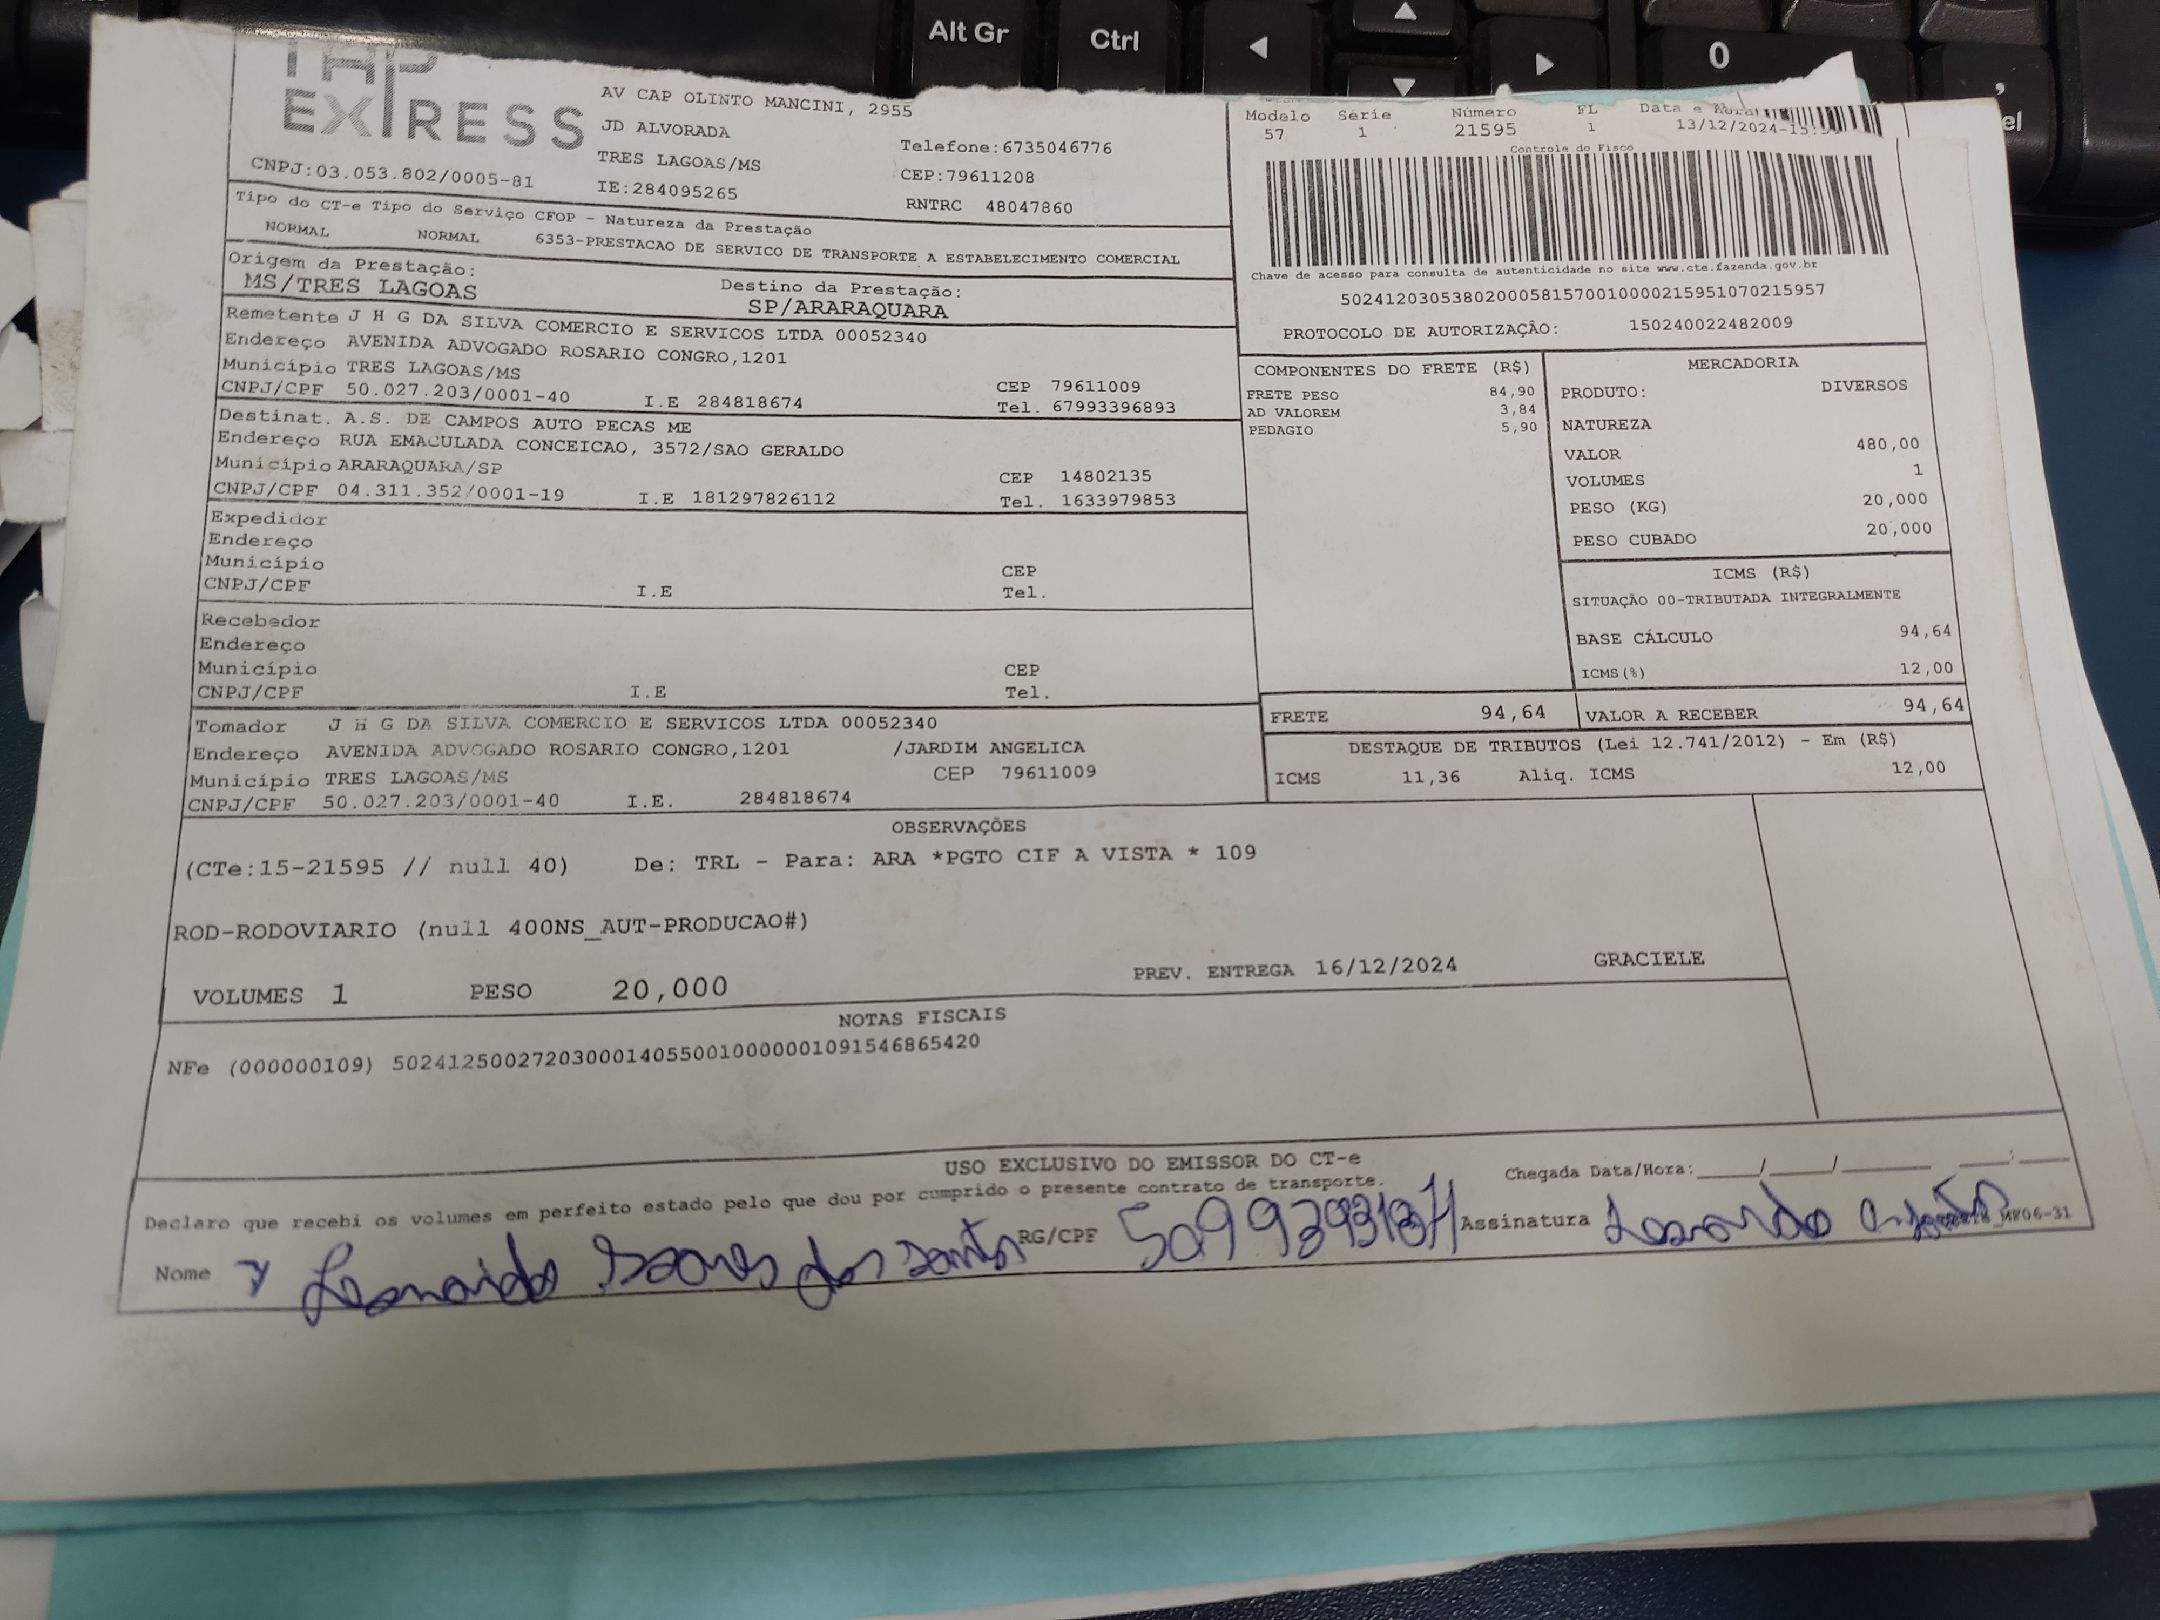 EXPRESS
AV CAP OLINTO MANCINI, 2955
JD ALVORADA
TRES LAGOAS/MS
Telefone:6735046776
CEP:79611208
CNPJ:03.053.802/0005-81
IE:284095265
RNTRC 48047860
Modelo Série Número FL Data e Hora
57 1 21595 1 13/12/2024
Controle do Fisco
Chave de acesso para consulta de autenticidade no site www.cte.fazenda.gov.br
50241203053802000581570010000215951070215957
PROTOCOLO DE AUTORIZAÇÃO: 150240022482009
Tipo do CT-e Tipo do Serviço CFOP - Natureza da Prestação
NORMAL NORMAL 6353-PRESTACAO DE SERVICO DE TRANSPORTE A ESTABELECIMENTO COMERCIAL
Origem da Prestação: Destino da Prestação:
MS/TRES LAGOAS SP/ARARAQUARA
Remetente J H G DA SILVA COMERCIO E SERVICOS LTDA 00052340
Endereço AVENIDA ADVOGADO ROSARIO CONGRO,1201
Município TRES LAGOAS/MS CEP 79611009
CNPJ/CPF 50.027.203/0001-40 I.E 284818674 Tel. 67993396893
Destinat. A.S. DE CAMPOS AUTO PECAS ME
Endereço RUA EMACULADA CONCEICAO, 3572/SAO GERALDO
Município ARARAQUARA/SP CEP 14802135
CNPJ/CPF 04.311.352/0001-19 I.E 181297826112 Tel. 1633979853
Expedidor
Endereço
Município CEP
CNPJ/CPF I.E Tel.
Recebedor
Endereço
Município CEP
CNPJ/CPF I.E Tel.
Tomador J H G DA SILVA COMERCIO E SERVICOS LTDA 00052340
Endereço AVENIDA ADVOGADO ROSARIO CONGRO,1201 /JARDIM ANGELICA
Município TRES LAGOAS/MS CEP 79611009
CNPJ/CPF 50.027.203/0001-40 I.E. 284818674
COMPONENTES DO FRETE (R$)
FRETE PESO 84,90
AD VALOREM 3,84
PEDAGIO 5,90
MERCADORIA
PRODUTO: DIVERSOS
NATUREZA
VALOR 480,00
VOLUMES 1
PESO (KG) 20,000
PESO CUBADO 20,000
ICMS (R$)
SITUAÇÃO 00-TRIBUTADA INTEGRALMENTE
BASE CÁLCULO 94,64
ICMS(%) 12,00
FRETE 94,64 VALOR A RECEBER 94,64
DESTAQUE DE TRIBUTOS (Lei 12.741/2012) - Em (R$)
ICMS 11,36 Aliq. ICMS 12,00
OBSERVAÇÕES
(CTe:15-21595 // null 40) De: TRL - Para: ARA *PGTO CIF A VISTA * 109
ROD-RODOVIARIO (null 400NS_AUT-PRODUCAO#)
VOLUMES 1 PESO 20,000 PREV. ENTREGA 16/12/2024 GRACIELE
NOTAS FISCAIS
NFe (000000109) 50241250027203000140550010000001091546865420
USO EXCLUSIVO DO EMISSOR DO CT-e
Declaro que recebi os volumes em perfeito estado pelo que dou por cumprido o presente contrato de transporte.
Chegada Data/Hora:___/___/_____ ___:___
Nome Leonardo Soares dos Santos RG/CPF Assinatura Leonardo
Alt Gr
Ctrl
0
,